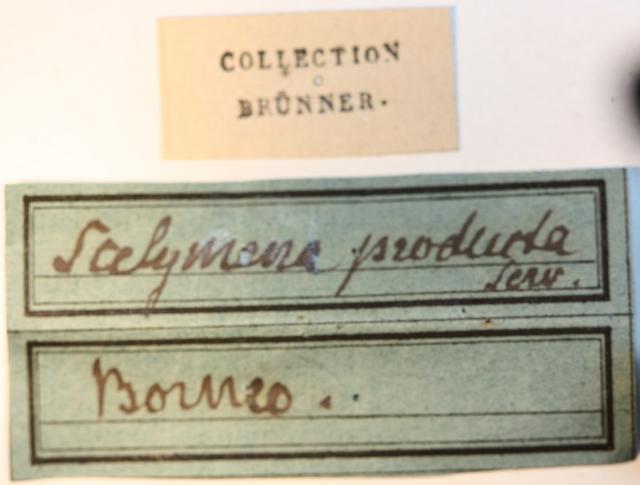 COLLECTION
BRÜNNER.
Scelymena producta
Serv.
Borneo.